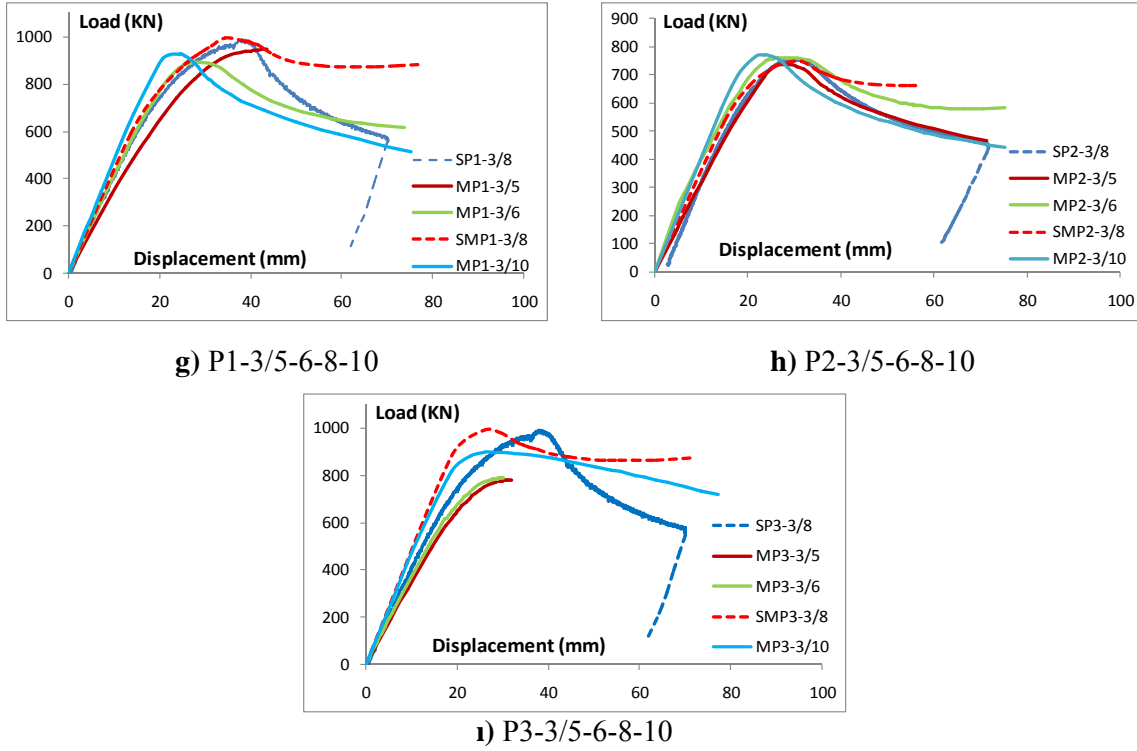 Load (KN)
1000
800
600
400
200
0
0 20 40 60 80 100
Displacement (mm)
SP1-3/8
MP1-3/5
MP1-3/6
SMP1-3/8
MP1-3/10
g) P1-3/5-6-8-10
Load (KN)
900
800
700
600
500
400
300
200
100
0
0 20 40 60 80 100
Displacement (mm)
SP2-3/8
MP2-3/5
MP2-3/6
SMP2-3/8
MP2-3/10
h) P2-3/5-6-8-10
Load (KN)
1000
800
600
400
200
0
0 20 40 60 80 100
Displacement (mm)
SP3-3/8
MP3-3/5
MP3-3/6
SMP3-3/8
MP3-3/10
ı) P3-3/5-6-8-10